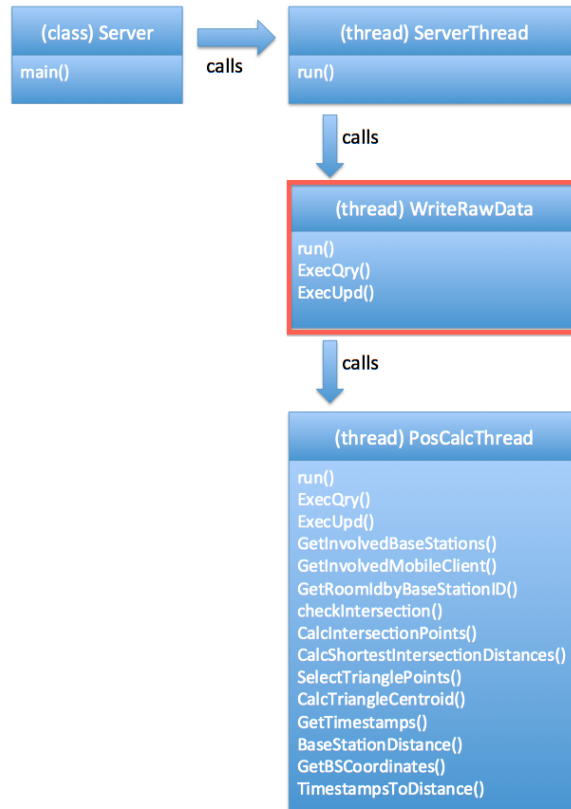 (class) Server
main()
calls
(thread) ServerThread
run()
calls
(thread) WriteRawData
run()
ExecQry()
ExecUpd()
calls
(thread) PosCalcThread
run()
ExecQry()
ExecUpd()
GetInvolvedBaseStations()
GetInvolvedMobileClient()
GetRoomIdbyBaseStationID()
checkIntersection()
CalcIntersectionPoints()
CalcShortestIntersectionDistances()
SelectTrianglePoints()
CalcTriangleCentroid()
GetTimestamps()
BaseStationDistance()
GetBSCoordinates()
TimestampsToDistance()